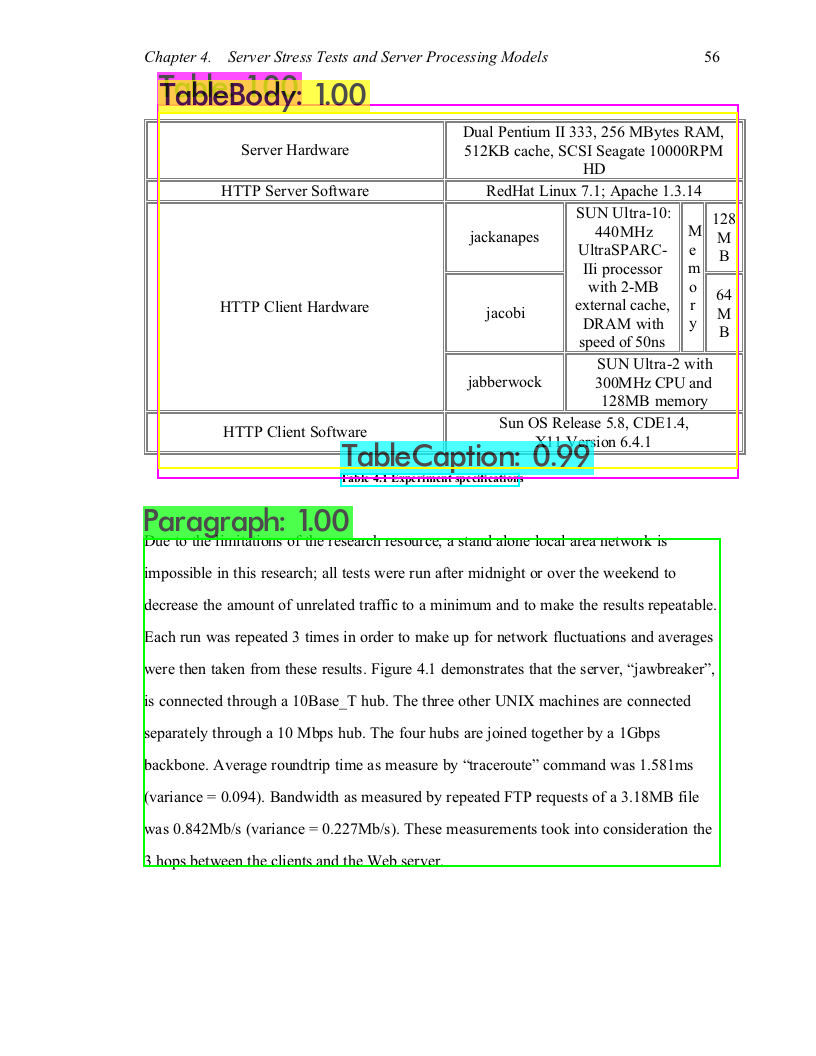 Chapter 4. Server Stress Tests and Server Processing Models 56
Table: 1.00
TableBody: 1.00
Server Hardware
Dual Pentium II 333, 256 MBytes RAM,
512KB cache, SCSI Seagate 10000RPM
HD
HTTP Server Software
RedHat Linux 7.1; Apache 1.3.14
HTTP Client Hardware
jackanapes
SUN Ultra-10:
440MHz
UltraSPARC-
IIi processor
with 2-MB
external cache,
DRAM with
speed of 50ns
M
e
m
o
r
y
128
M
B
jacobi
64
M
B
jabberwock
SUN Ultra-2 with
300MHz CPU and
128MB memory
HTTP Client Software
Sun OS Release 5.8, CDE1.4,
X11 Version 6.4.1
TableCaption: 0.99
Table 4.1 Experiment specifications
Paragraph: 1.00
Due to the limitations of the research resource, a stand alone local area network is
impossible in this research; all tests were run after midnight or over the weekend to
decrease the amount of unrelated traffic to a minimum and to make the results repeatable.
Each run was repeated 3 times in order to make up for network fluctuations and averages
were then taken from these results. Figure 4.1 demonstrates that the server, “jawbreaker”,
is connected through a 10Base_T hub. The three other UNIX machines are connected
separately through a 10 Mbps hub. The four hubs are joined together by a 1Gbps
backbone. Average roundtrip time as measure by “traceroute” command was 1.581ms
(variance = 0.094). Bandwidth as measured by repeated FTP requests of a 3.18MB file
was 0.842Mb/s (variance = 0.227Mb/s). These measurements took into consideration the
3 hops between the clients and the Web server.